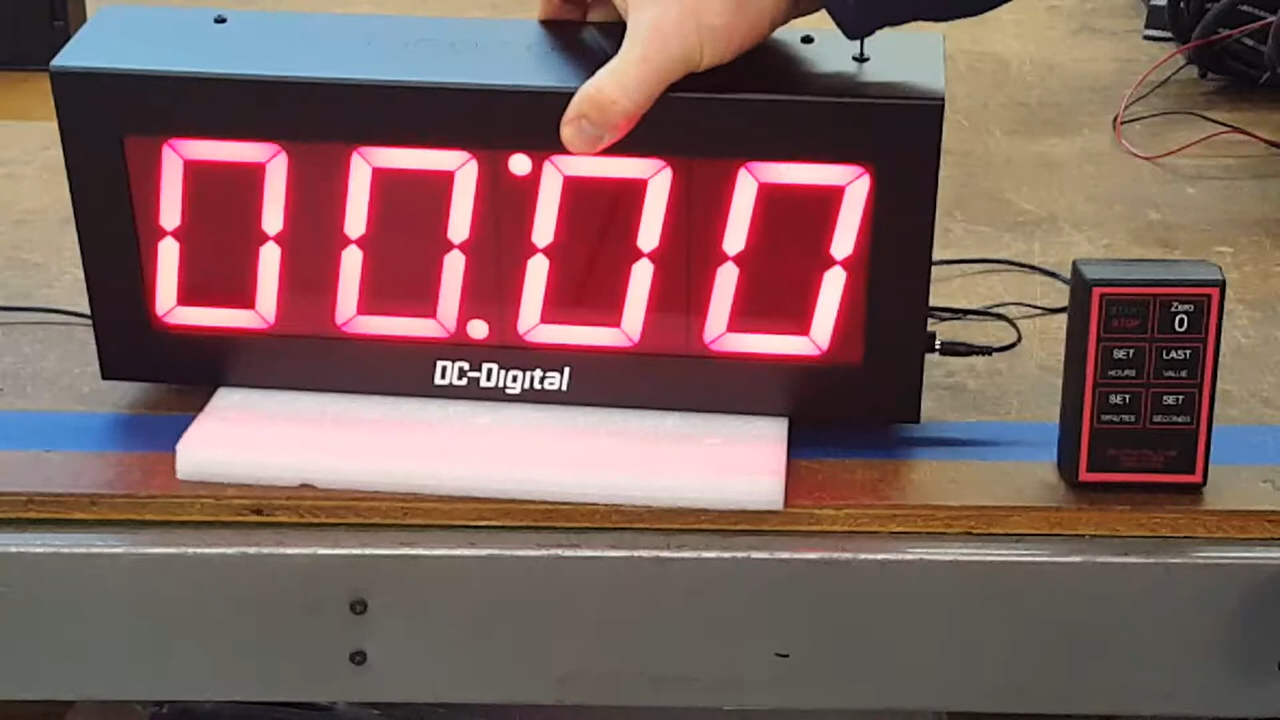 00:00
DC-Digital
START
STOP
Zero
0
SET
HOURS
LAST
VALUE
SET
MINUTES
SET
SECONDS